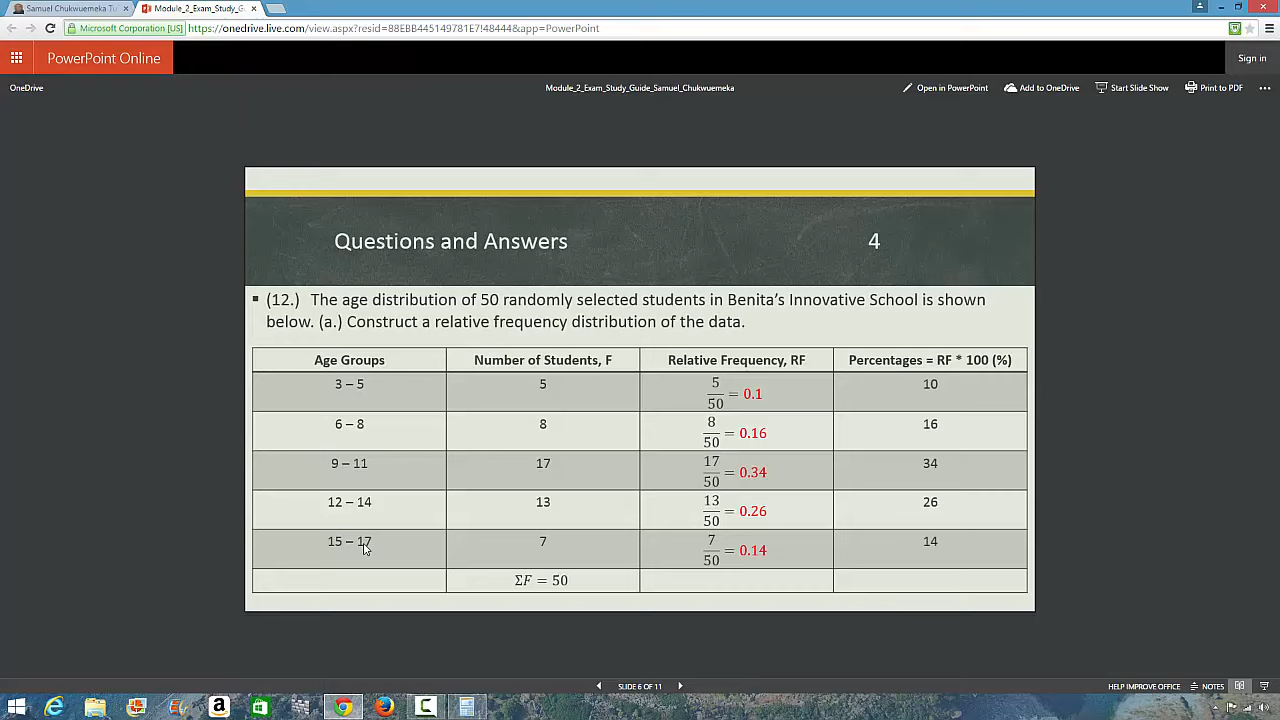 Samuel Chukwuemeka Tu
Module_2_Exam_Study_G
Microsoft Corporation [US]
https://onedrive.live.com/view.aspx?resid=88EBB445149781E7!48444&app=PowerPoint
PowerPoint Online
Sign in
OneDrive
Module_2_Exam_Study_Guide_Samuel_Chukwuemeka
Open in PowerPoint
Add to OneDrive
Start Slide Show
Print to PDF
Questions and Answers 4
▪ (12.) The age distribution of 50 randomly selected students in Benita's Innovative School is shown
below. (a.) Construct a relative frequency distribution of the data.
Age Groups Number of Students, F Relative Frequency, RF Percentages = RF * 100 (%)
3 – 5 5 5/50 = 0.1 10
6 – 8 8 8/50 = 0.16 16
9 – 11 17 17/50 = 0.34 34
12 – 14 13 13/50 = 0.26 26
15 – 17 7 7/50 = 0.14 14
ΣF = 50
SLIDE 6 OF 11
HELP IMPROVE OFFICE
NOTES